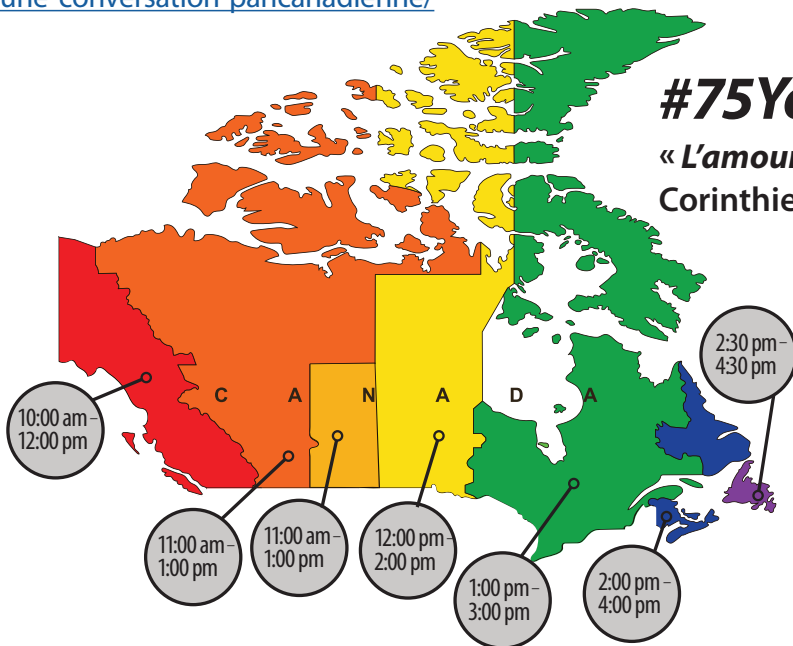 une conversation pancanadienne/
#75Ye
« L'amour
Corinthie
C A N A D A
2:30 pm –
4:30 pm
10:00 am –
12:00 pm
11:00 am –
1:00 pm
11:00 am –
1:00 pm
12:00 pm –
2:00 pm
1:00 pm –
3:00 pm
2:00 pm –
4:00 pm